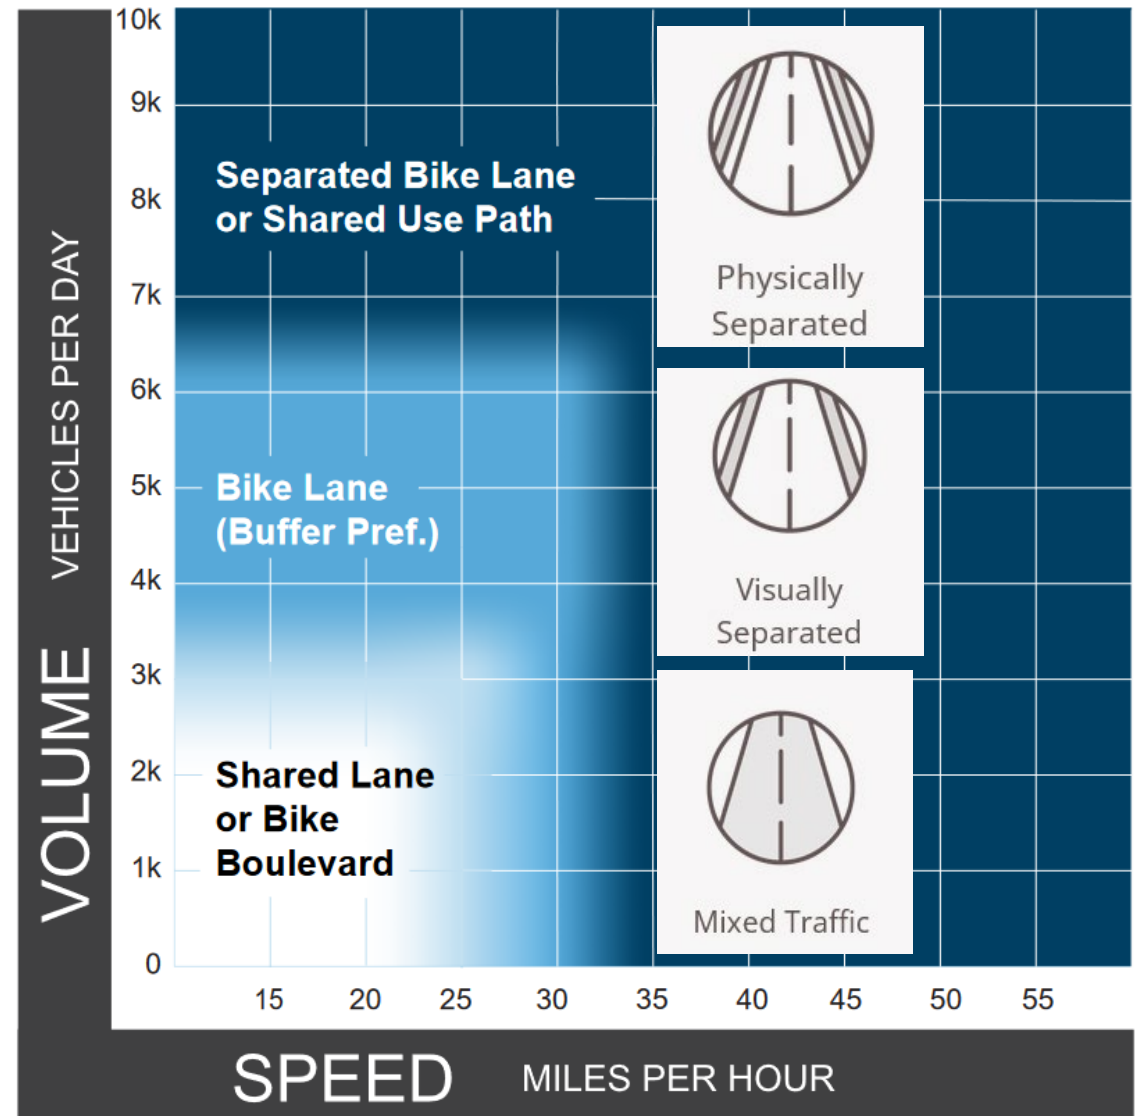 10k
9k
8k
7k
6k
5k
4k
3k
2k
1k
0
VOLUME VEHICLES PER DAY
Separated Bike Lane
or Shared Use Path
Bike Lane
(Buffer Pref.)
Shared Lane
or Bike
Boulevard
Physically
Separated
Visually
Separated
Mixed Traffic
15 20 25 30 35 40 45 50 55
SPEED MILES PER HOUR